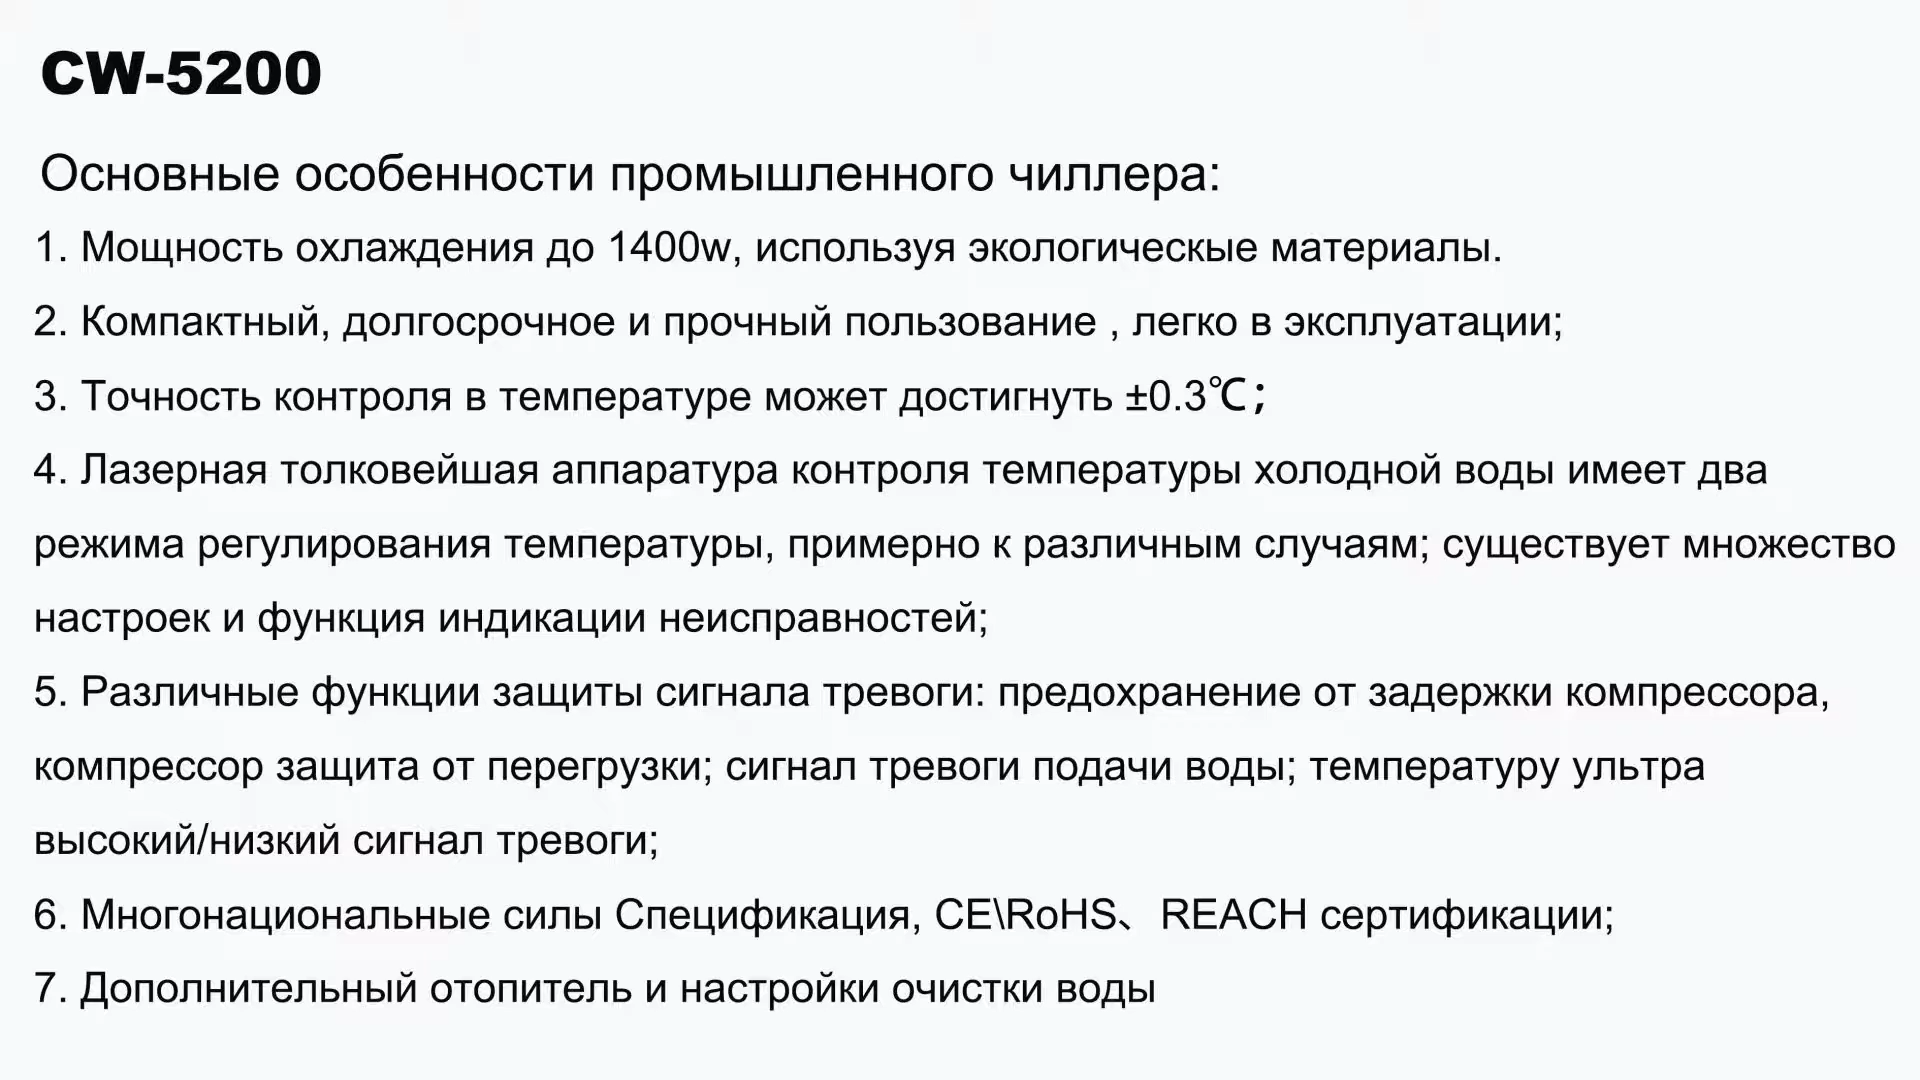 CW-5200
Основные особенности промышленного чиллера:
1. Мощность охлаждения до 1400w, используя экологическые материалы.
2. Компактный, долгосрочное и прочный пользование , легко в эксплуатации;
3. Точность контроля в температуре может достигнуть ±0.3℃;
4. Лазерная толковейшая аппаратура контроля температуры холодной воды имеет два
режима регулирования температуры, примерно к различным случаям; существует множество
настроек и функция индикации неисправностей;
5. Различные функции защиты сигнала тревоги: предохранение от задержки компрессора,
компрессор защита от перегрузки; сигнал тревоги подачи воды; температуру ультра
высокий/низкий сигнал тревоги;
6. Многонациональные силы Спецификация, CE\RoHS、REACH сертификации;
7. Дополнительный отопитель и настройки очистки воды